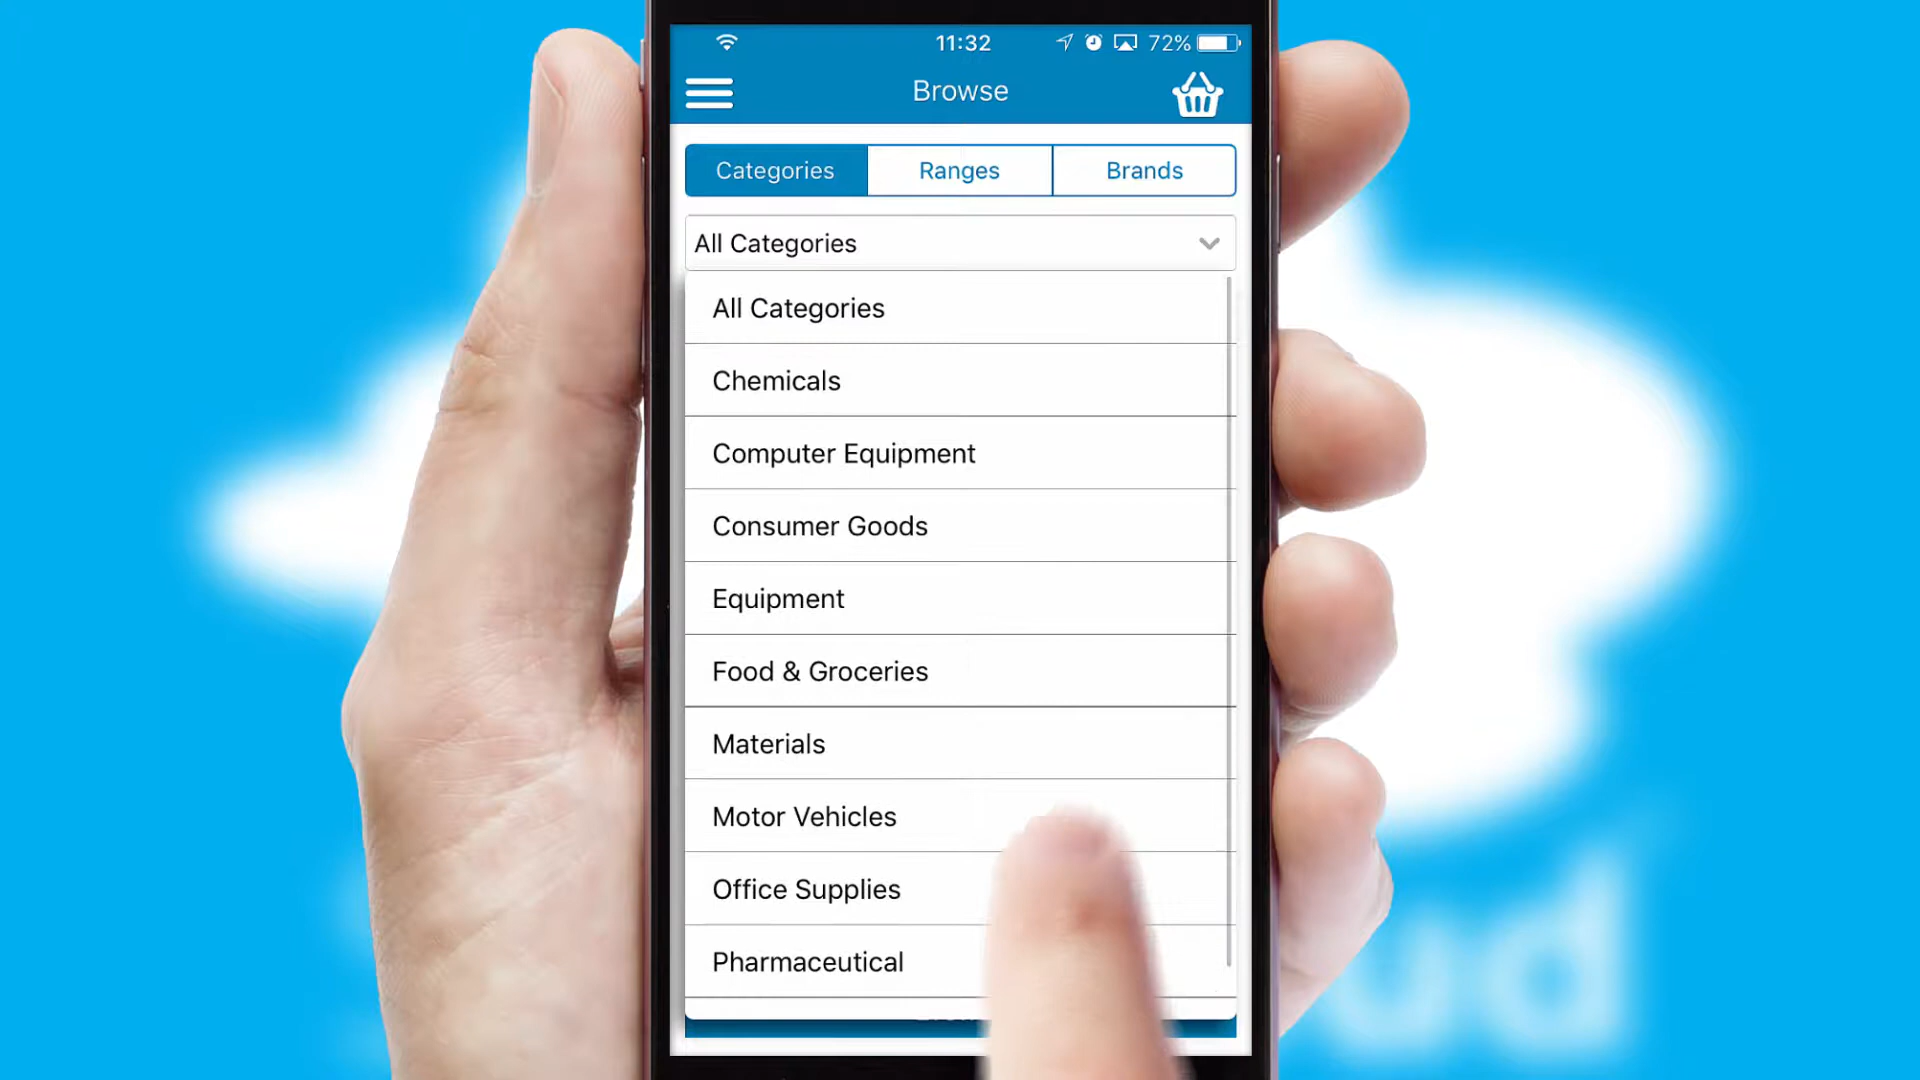 11:32
72%
Browse
Categories
Ranges
Brands
All Categories
All Categories
Chemicals
Computer Equipment
Consumer Goods
Equipment
Food & Groceries
Materials
Motor Vehicles
Office Supplies
Pharmaceutical